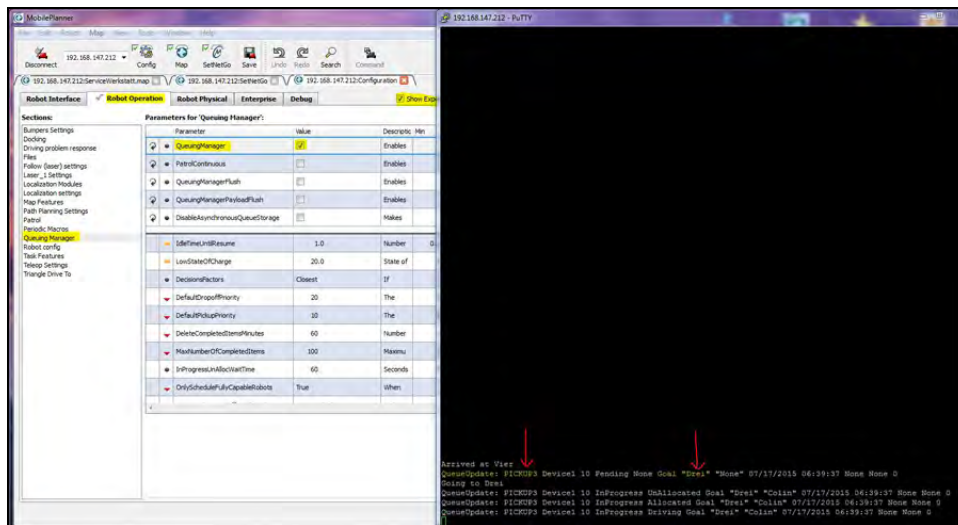 MobilePlanner
192.168.147.212 - PuTTY
Map
Disconnect
192.168.147.212
Config
Map
SetNetGo
Save
Undo
Redo
Search
Command
192.168.147.212:ServiceWerkstatt.map
192.168.147.212:SetNetGo
192.168.147.212:Configuration
Robot Interface
Robot Operation
Robot Physical
Enterprise
Debug
Show Exp
Sections:
Bumpers Settings
Docking
Driving problem response
Files
Follow (laser) settings
Laser_1 Settings
Localization Modules
Localization settings
Map Features
Path Planning Settings
Patrol
Periodic Macros
Queuing Manager
Robot config
Task Features
Teleop Settings
Triangle Drive To
Parameters for 'Queuing Manager':
Parameter Value Descriptic Min
QueuingManager Enables
PatrolContinuous Enables
QueuingManagerFlush Enables
QueuingManagerPayloadFlush Enables
DisableAsynchronousQueueStorage Makes
IdleTimeUntilResume 1.0 Number 0
LowStateOfCharge 20.0 State of
DecisionsFactors Closest If
DefaultDropoffPriority 20 The
DefaultPickupPriority 10 The
DeleteCompletedItemsMinutes 60 Number
MaxNumberOfCompletedItems 100 Maximu
InProgressUnAllocWaitTime 60 Seconds
OnlyScheduleFullyCapableRobots True When
Arrived at Vier
QueueUpdate: PICKUP3 Device1 10 Pending None Goal "Drei" "None" 07/17/2015 06:39:37 None None 0
Going to Drei
QueueUpdate: PICKUP3 Device1 10 InProgress UnAllocated Goal "Drei" "Colin" 07/17/2015 06:39:37 None None 0
QueueUpdate: PICKUP3 Device1 10 InProgress Allocated Goal "Drei" "Colin" 07/17/2015 06:39:37 None None 0
QueueUpdate: PICKUP3 Device1 10 InProgress Driving Goal "Drei" "Colin" 07/17/2015 06:39:37 None None 0